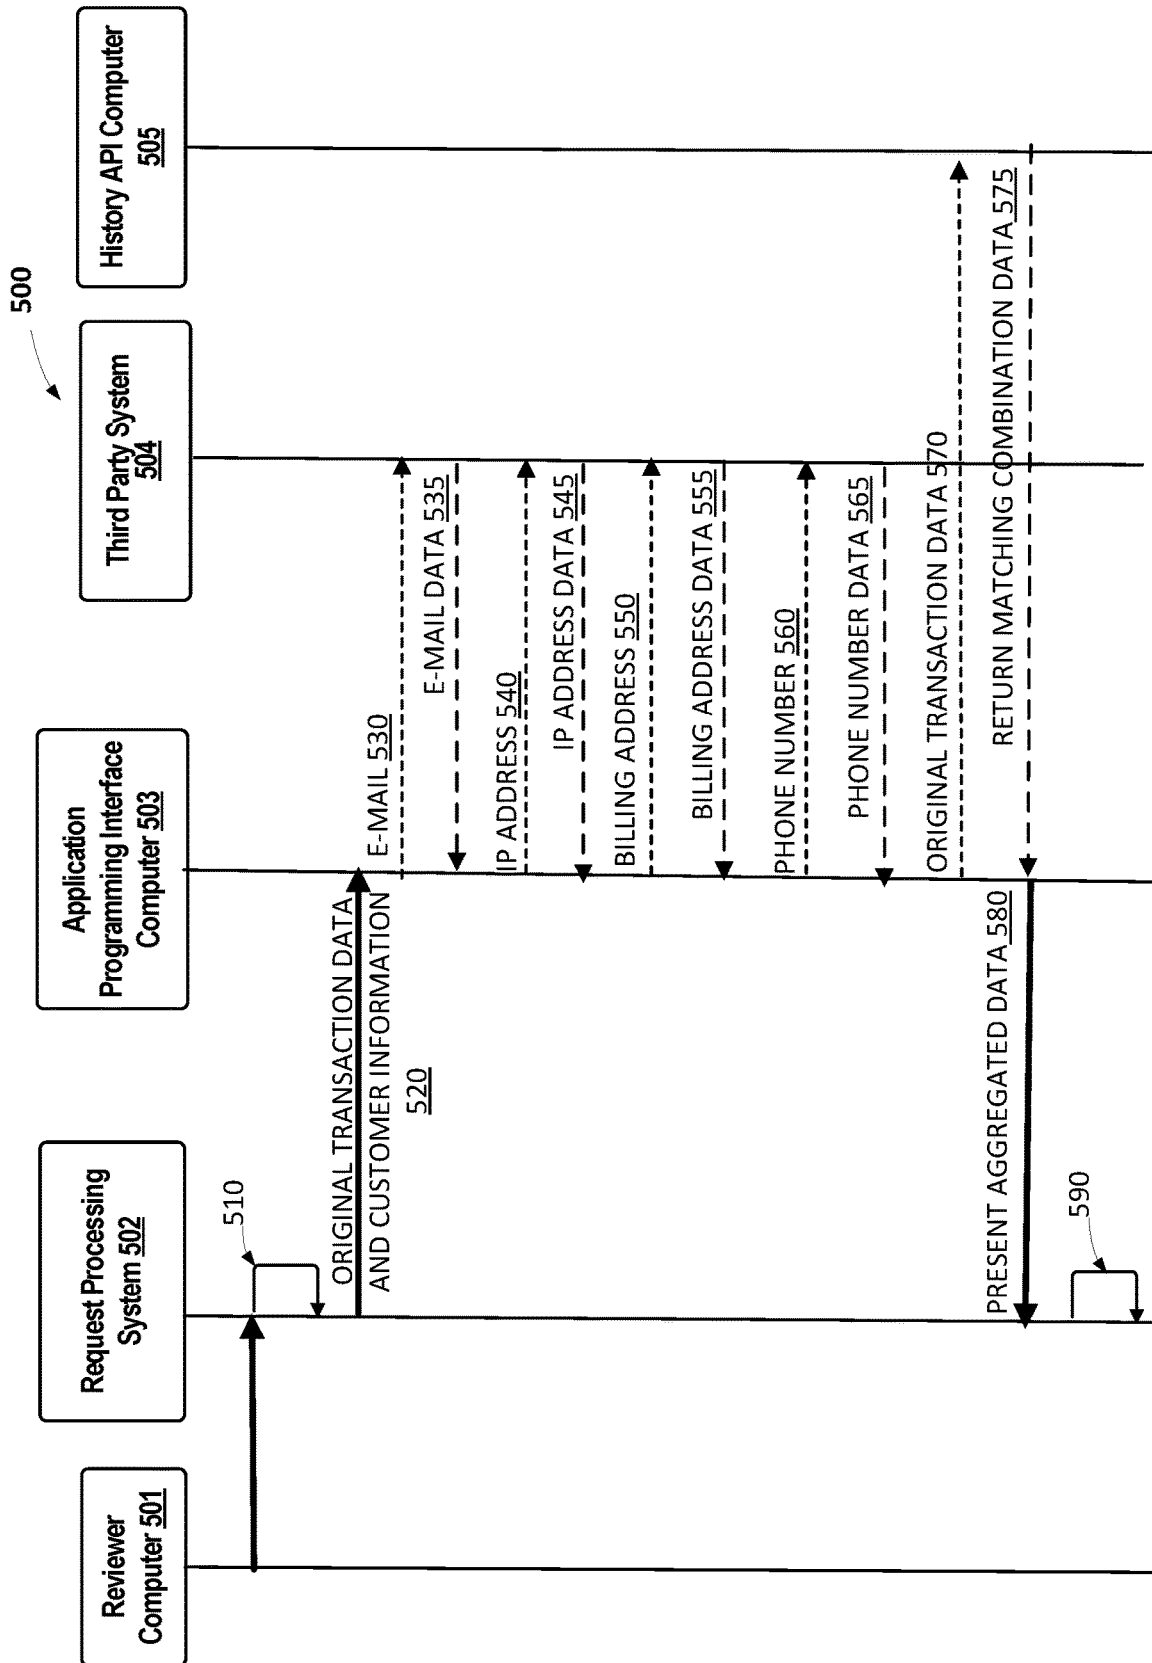 500
Reviewer
Computer 501
Request Processing
System 502
Application
Programming Interface
Computer 503
Third Party System
504
History API Computer
505
510
ORIGINAL TRANSACTION DATA
AND CUSTOMER INFORMATION
520
E-MAIL 530
E-MAIL DATA 535
IP ADDRESS 540
IP ADDRESS DATA 545
BILLING ADDRESS 550
BILLING ADDRESS DATA 555
PHONE NUMBER 560
PHONE NUMBER DATA 565
ORIGINAL TRANSACTION DATA 570
RETURN MATCHING COMBINATION DATA 575
PRESENT AGGREGATED DATA 580
590